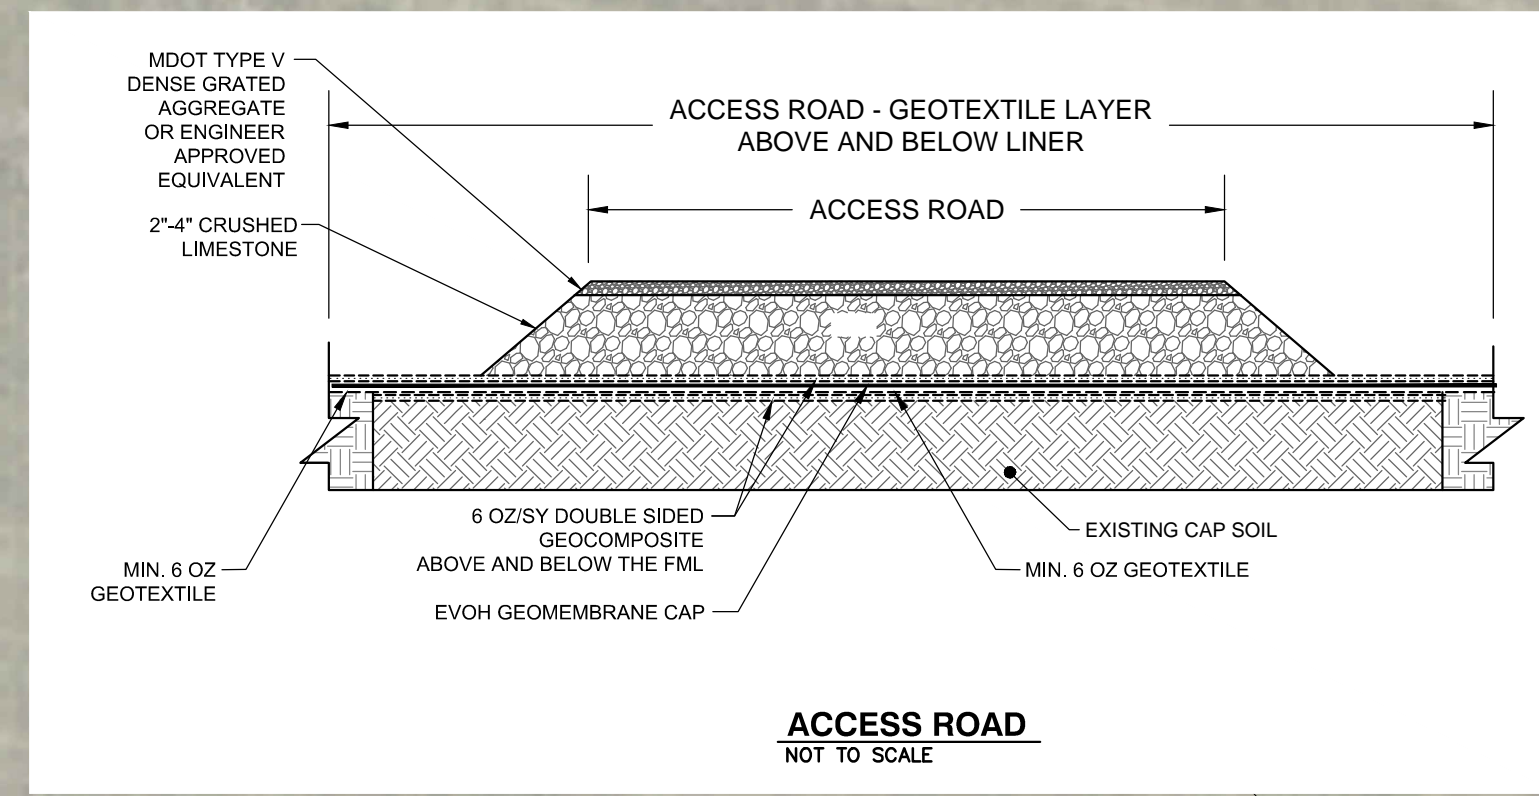 MDOT TYPE V
DENSE GRATED
AGGREGATE
OR ENGINEER
APPROVED
EQUIVALENT
2"-4" CRUSHED
LIMESTONE
ACCESS ROAD - GEOTEXTILE LAYER
ABOVE AND BELOW LINER
ACCESS ROAD
6 OZ/SY DOUBLE SIDED
GEOCOMPOSITE
ABOVE AND BELOW THE FML
EXISTING CAP SOIL
MIN. 6 OZ
GEOTEXTILE
MIN. 6 OZ GEOTEXTILE
EVOH GEOMEMBRANE CAP
ACCESS ROAD
NOT TO SCALE